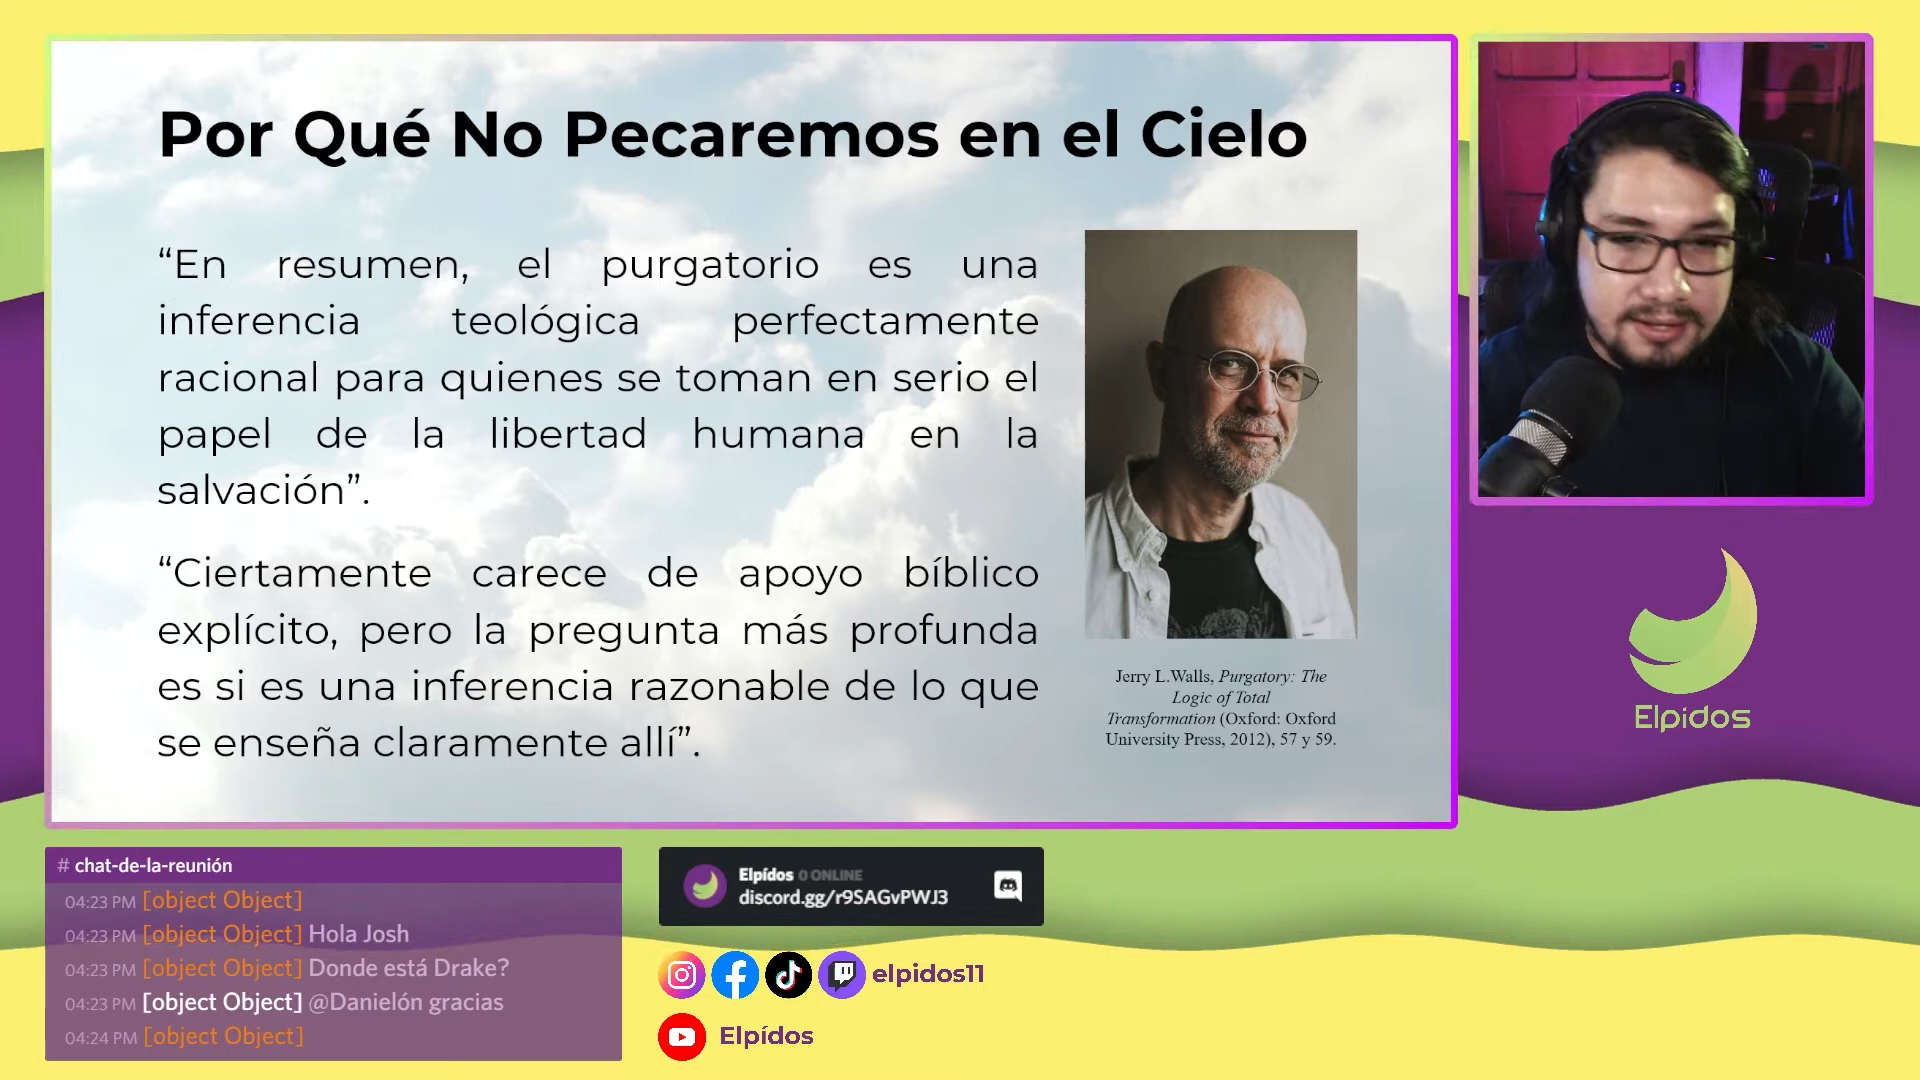 Por Qué No Pecaremos en el Cielo
“En resumen, el purgatorio es una
inferencia teológica perfectamente
racional para quienes se toman en serio el
papel de la libertad humana en la
salvación”.
“Ciertamente carece de apoyo bíblico
explícito, pero la pregunta más profunda
es si es una inferencia razonable de lo que
se enseña claramente allí”.
Jerry L.Walls, Purgatory: The
Logic of Total
Transformation (Oxford: Oxford
University Press, 2012), 57 y 59.
Elpidos
# chat-de-la-reunión
04:23 PM [object Object]
04:23 PM [object Object] Hola Josh
04:23 PM [object Object] Donde está Drake?
04:23 PM [object Object] @Danielón gracias
04:24 PM [object Object]
Elpídos 0 ONLINE
discord.gg/r9SAGvPWJ3
elpidos11
Elpídos